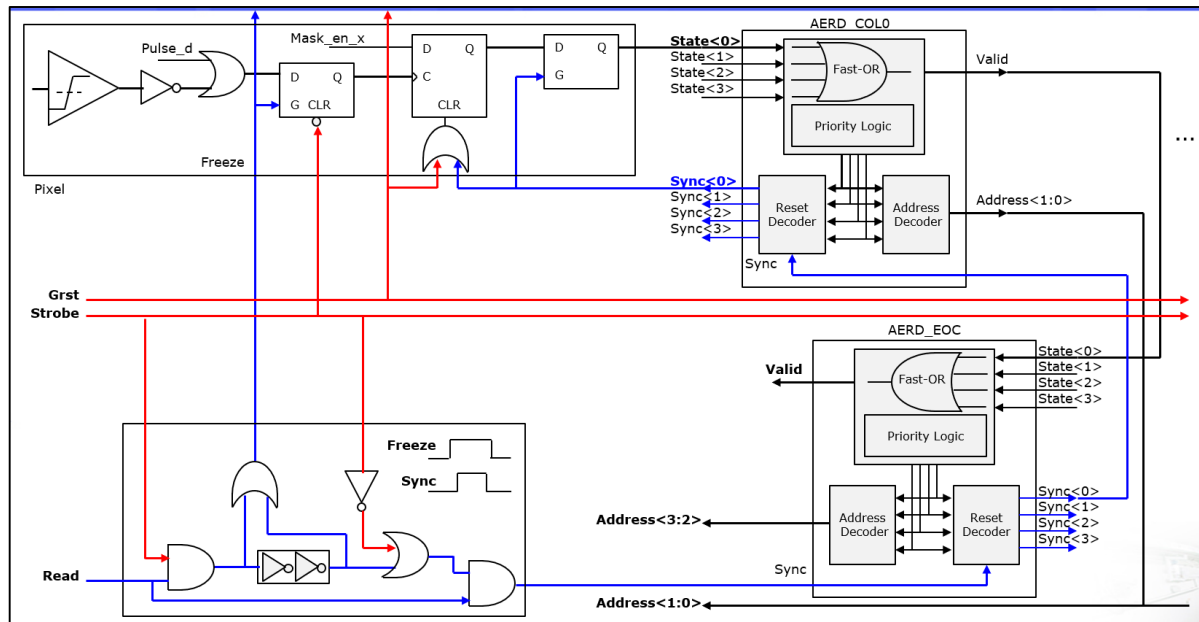 AERD_COL0
Pulse_d
Mask_en_x
D Q
G CLR
D Q
C
CLR
D Q
G
Freeze
Pixel
State<0>
State<1>
State<2>
State<3>
Fast-OR
Priority Logic
Valid
...
Sync<0>
Sync<1>
Sync<2>
Sync<3>
Reset
Decoder
Address
Decoder
Address<1:0>
Sync
Grst
Strobe
AERD_EOC
Valid
Fast-OR
Priority Logic
State<0>
State<1>
State<2>
State<3>
Freeze
Sync
Address<3:2>
Address
Decoder
Reset
Decoder
Sync<0>
Sync<1>
Sync<2>
Sync<3>
Read
Sync
Address<1:0>